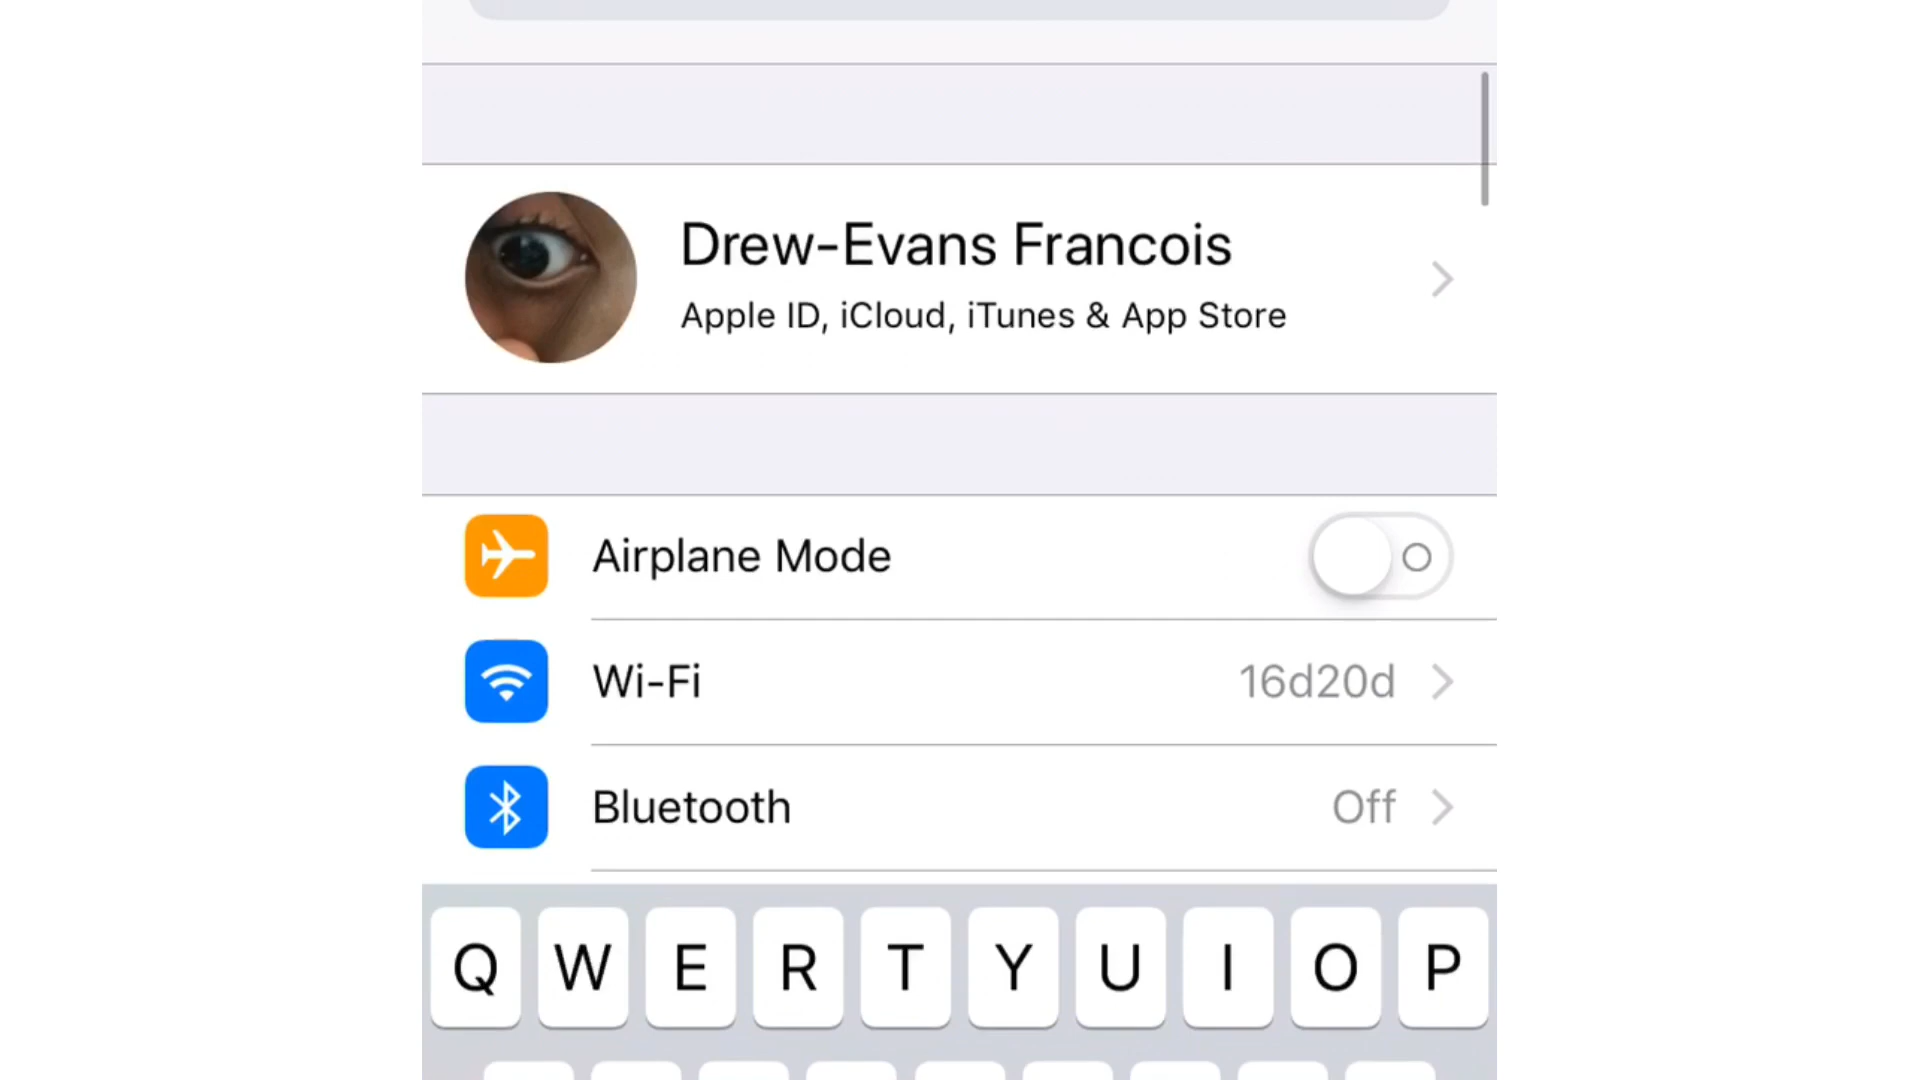 Drew-Evans Francois
Apple ID, iCloud, iTunes & App Store
Airplane Mode
Wi-Fi 16d20d
Bluetooth Off
Q W E R T Y U I O P